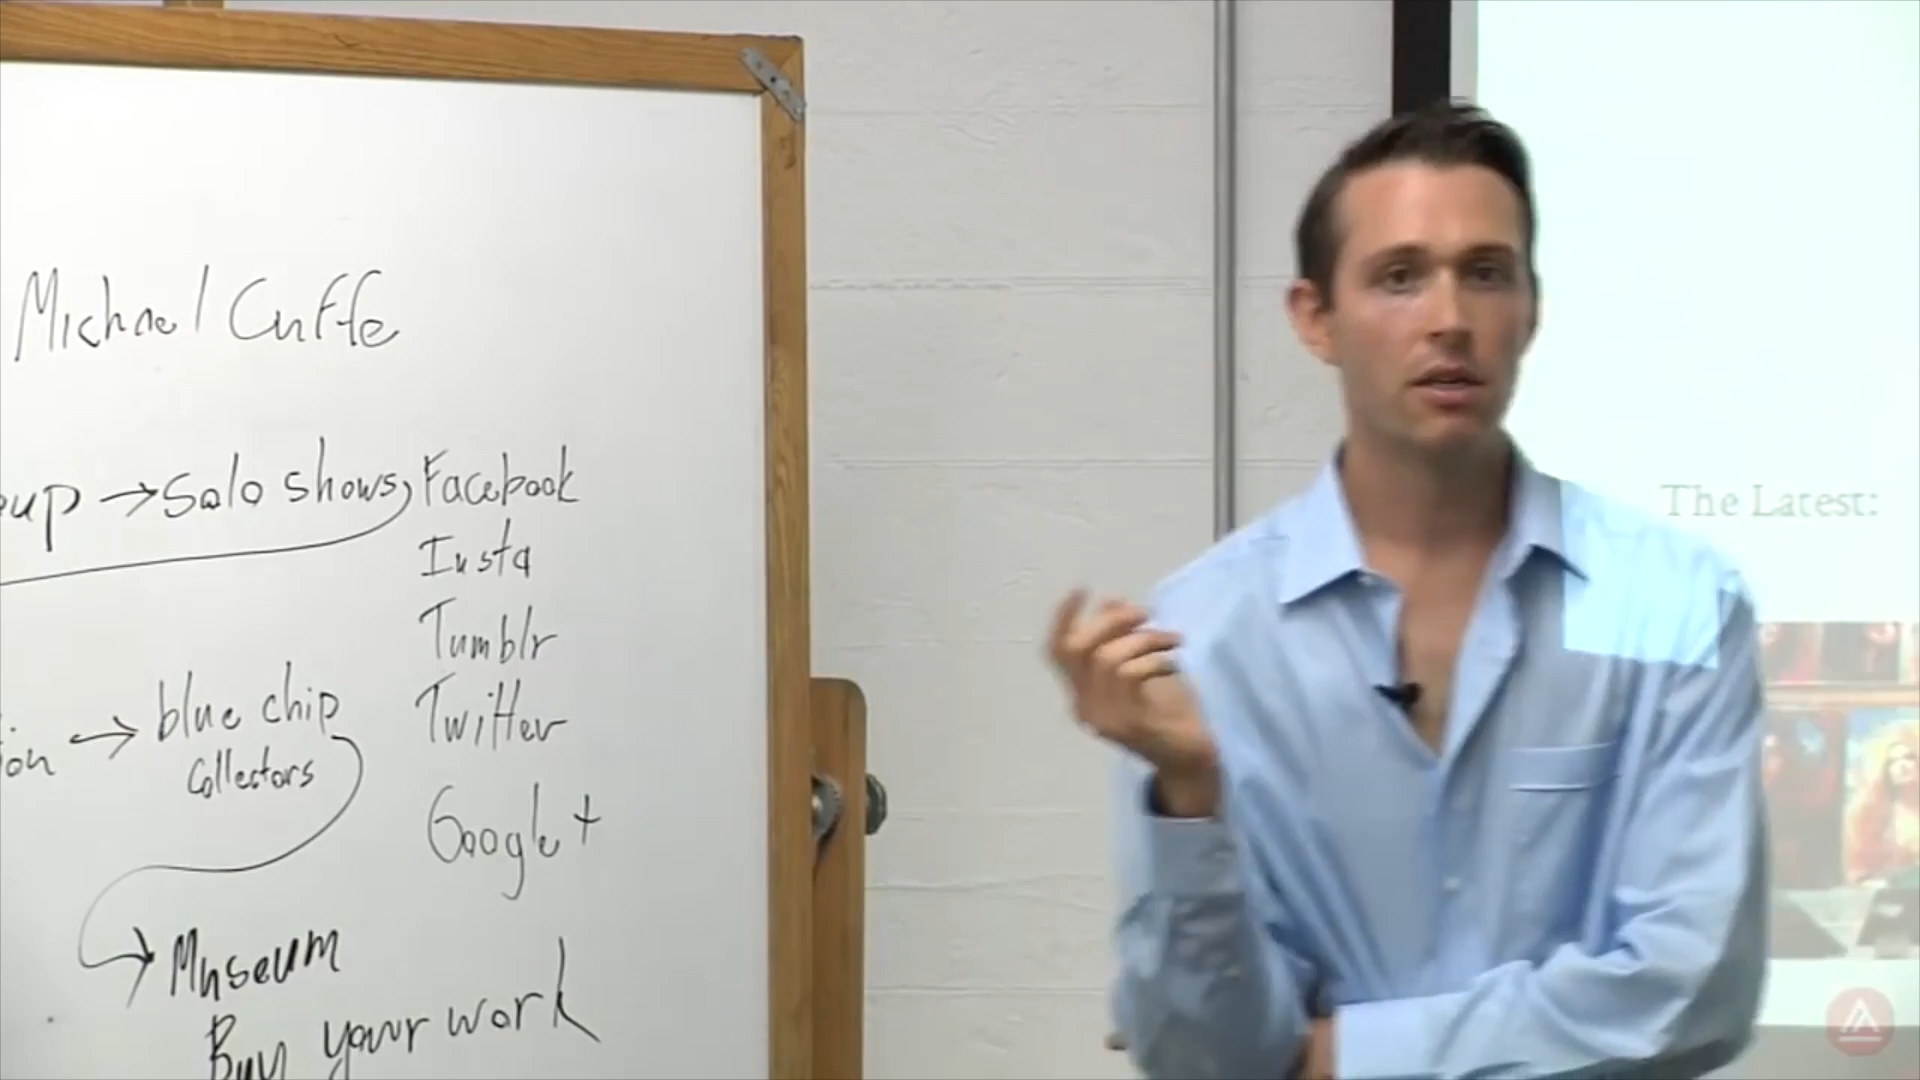 Michael Cuffe
oup → Solo shows, Facebook
Insta
Tumblr
Twitter
Google +
ion → blue chip
Collectors
Museum
Buy your work
The Latest: